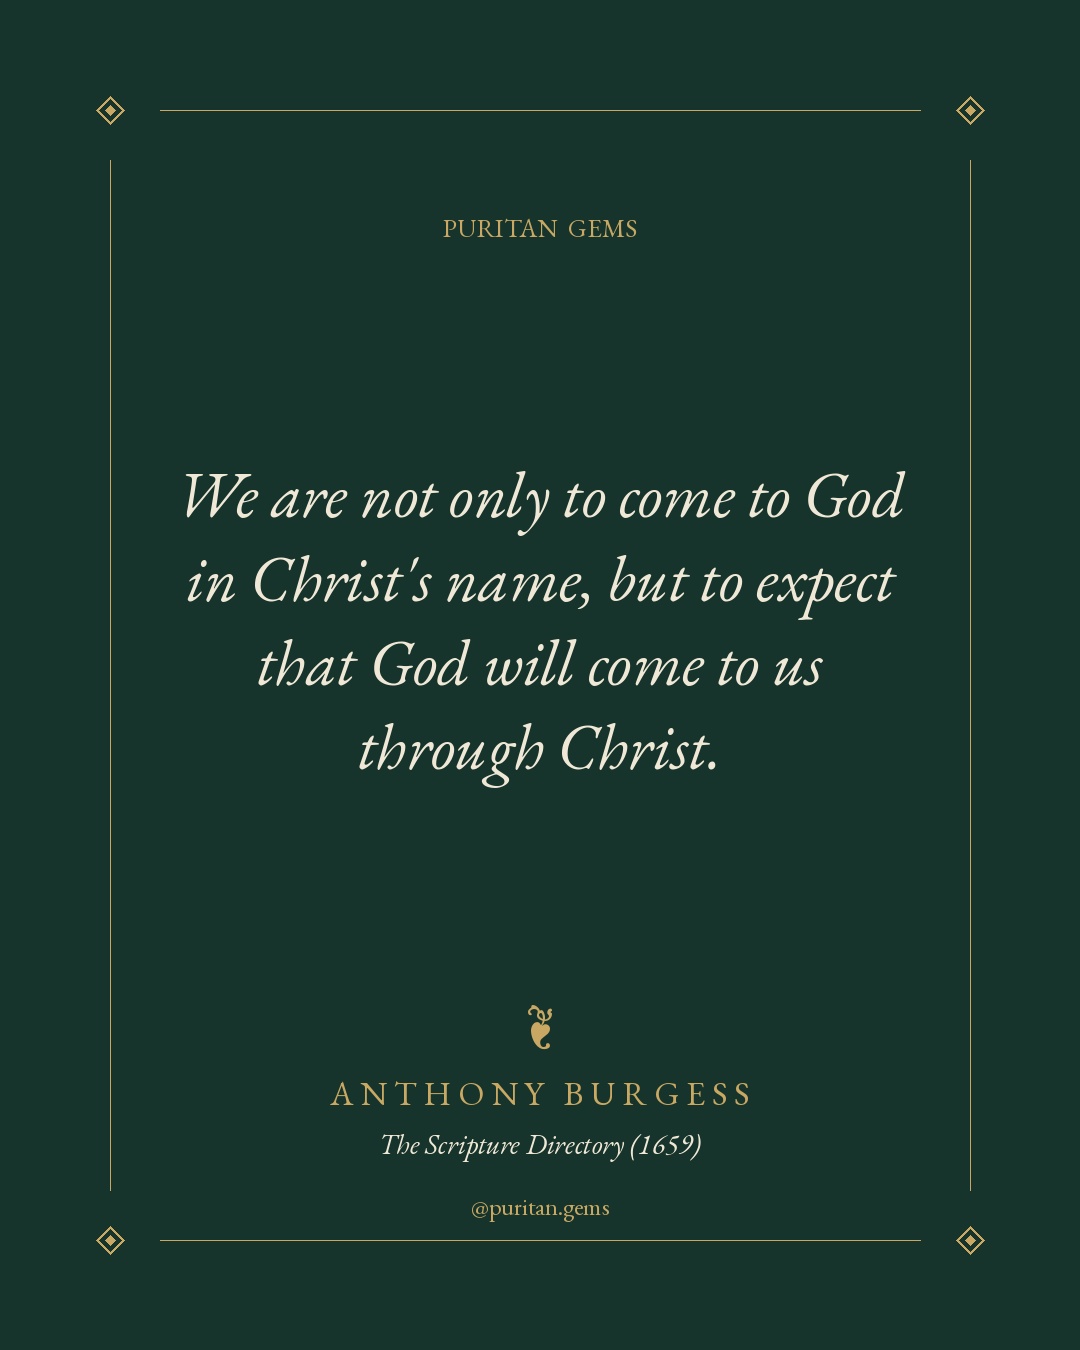 PURITAN GEMS
We are not only to come to God
in Christ's name, but to expect
that God will come to us
through Christ.
ANTHONY BURGESS
The Scripture Directory (1659)
@puritan.gems